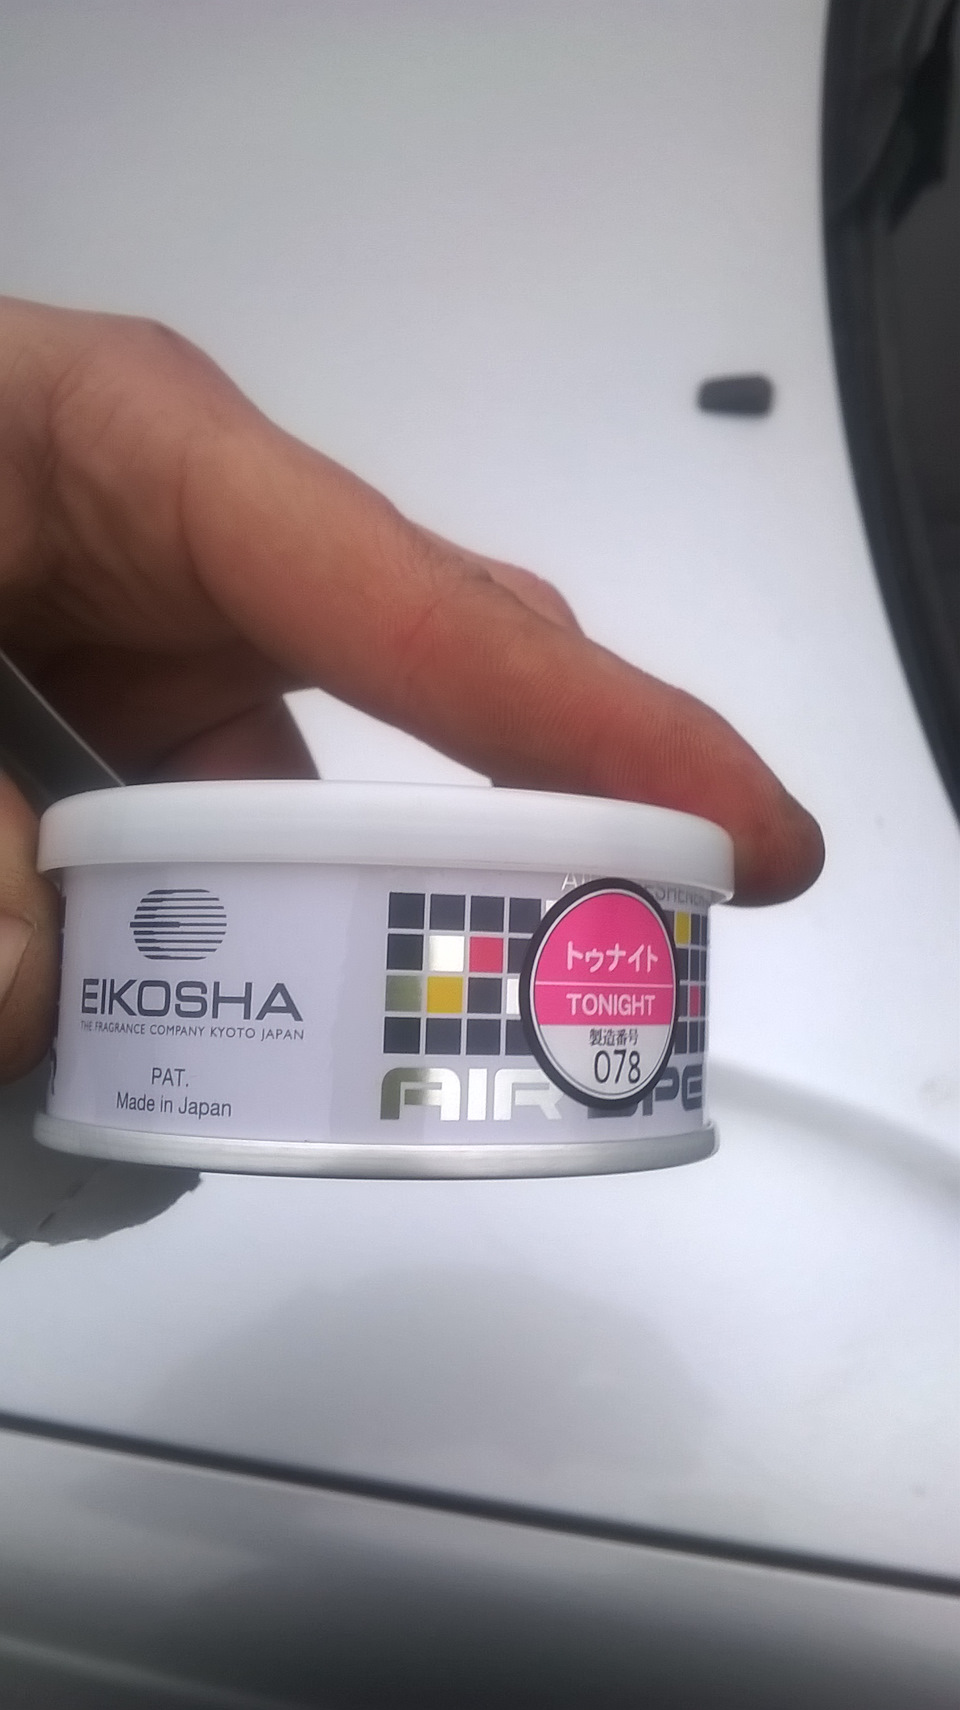 EIKOSHA
THE FRAGRANCE COMPANY KYOTO JAPAN
PAT.
Made in Japan
AIR
トゥナイト
TONIGHT
製造番号
078